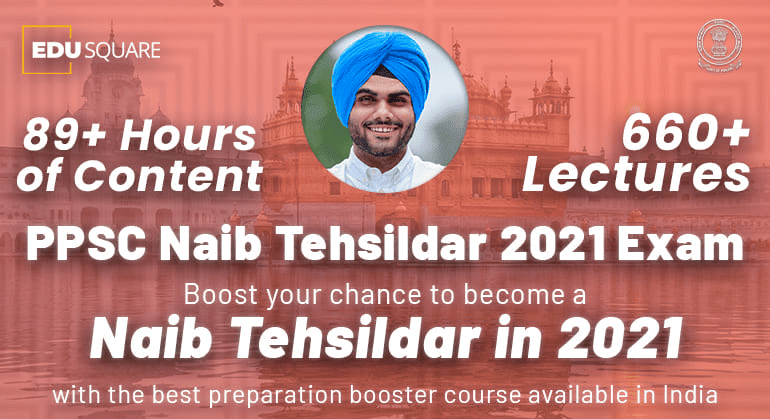 EDU SQUARE
89+ Hours
of Content
660+
Lectures
PPSC Naib Tehsildar 2021 Exam
Boost your chance to become a
Naib Tehsildar in 2021
with the best preparation booster course available in India